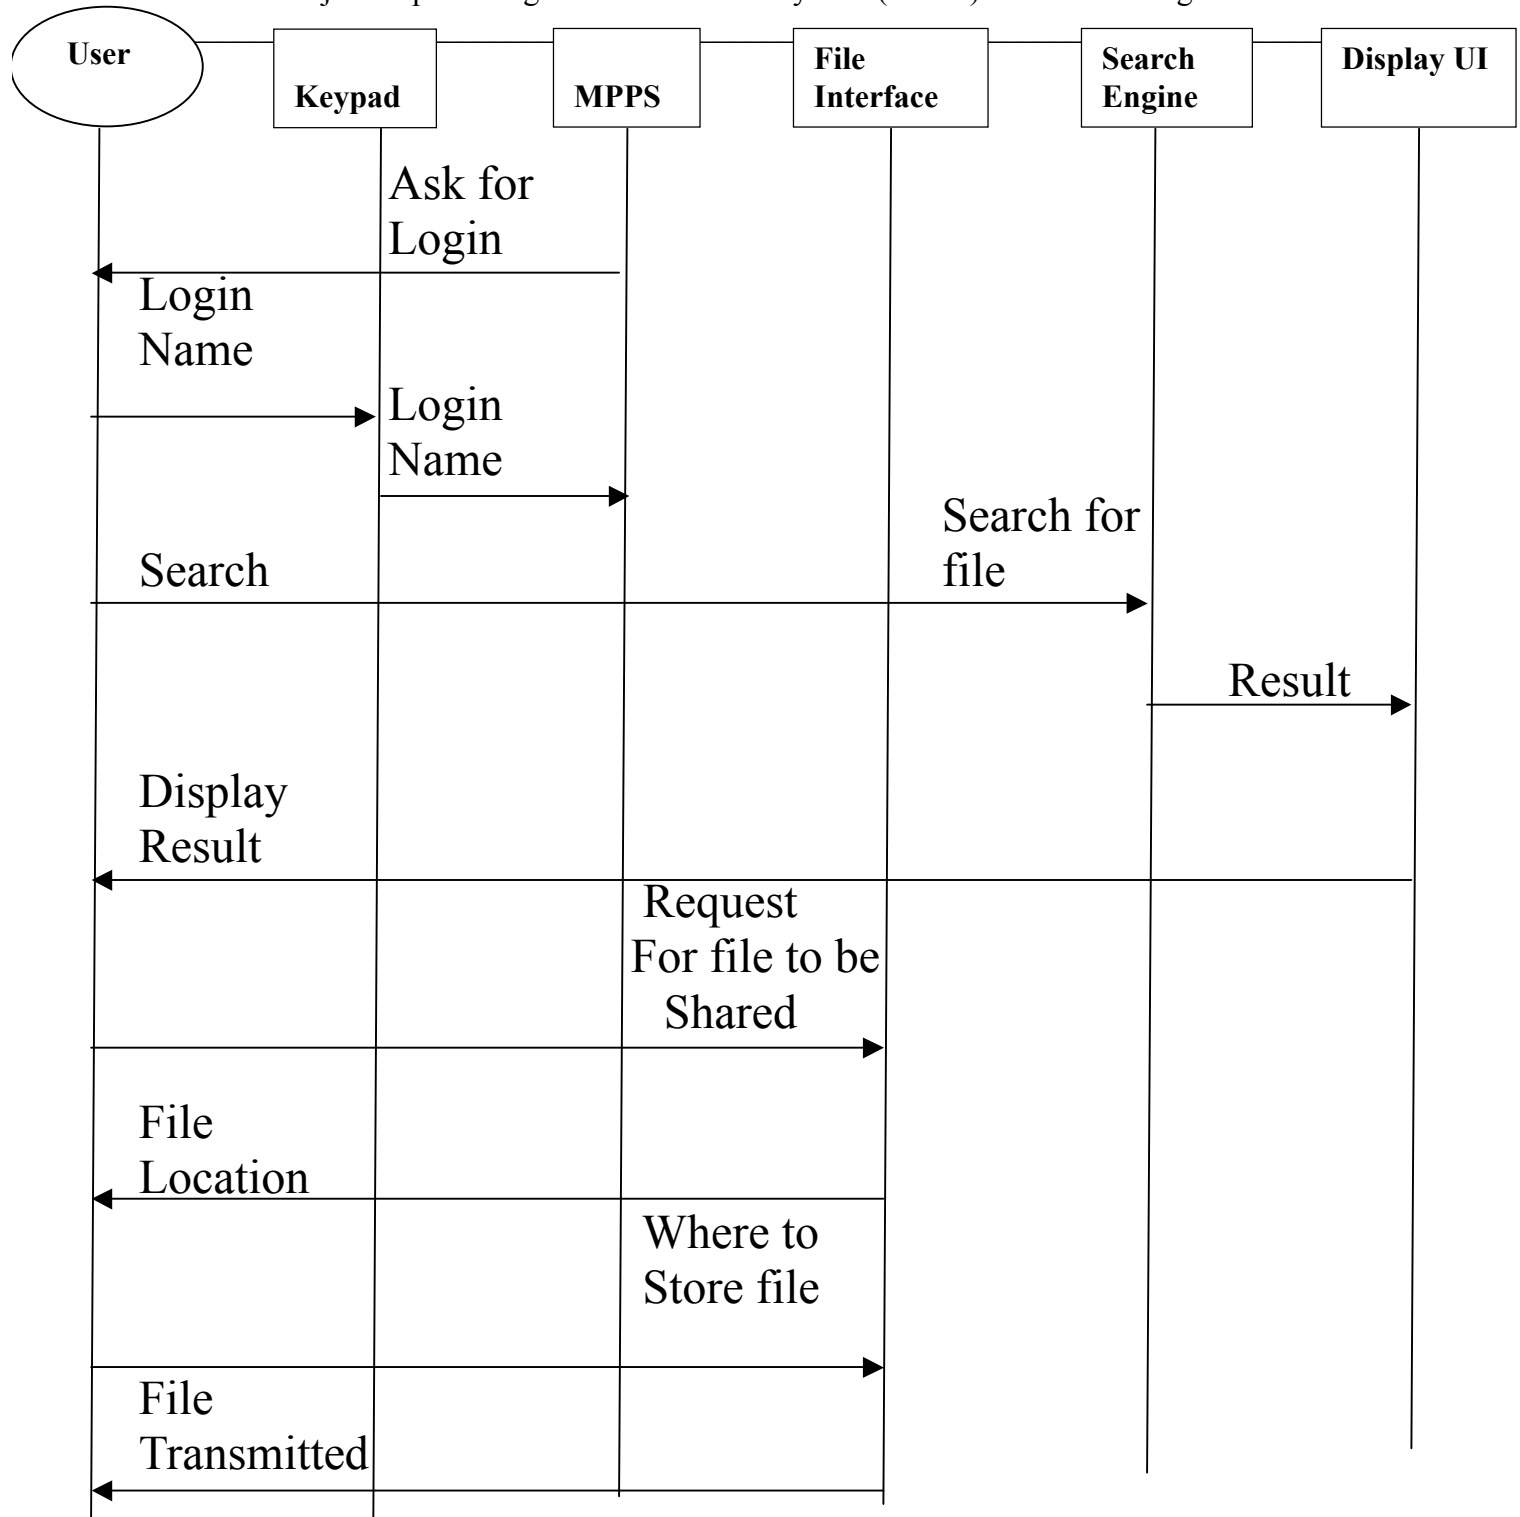 User
Keypad
MPPS
File
Interface
Search
Engine
Display UI
Ask for
Login
Login
Name
Login
Name
Search for
file
Search
Result
Display
Result
Request
For file to be
Shared
File
Location
Where to
Store file
File
Transmitted